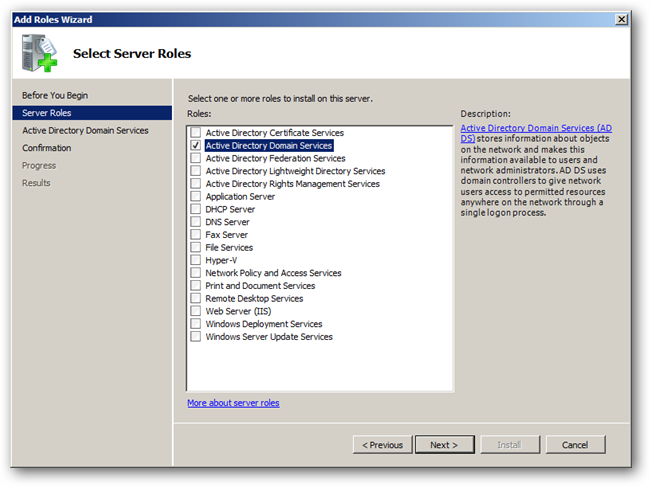 Add Roles Wizard
Select Server Roles
Before You Begin
Server Roles
Active Directory Domain Services
Confirmation
Progress
Results
Select one or more roles to install on this server.
Roles:
Active Directory Certificate Services
Active Directory Domain Services
Active Directory Federation Services
Active Directory Lightweight Directory Services
Active Directory Rights Management Services
Application Server
DHCP Server
DNS Server
Fax Server
File Services
Hyper-V
Network Policy and Access Services
Print and Document Services
Remote Desktop Services
Web Server (IIS)
Windows Deployment Services
Windows Server Update Services
More about server roles
Description:
Active Directory Domain Services (AD
DS) stores information about objects
on the network and makes this
information available to users and
network administrators. AD DS uses
domain controllers to give network
users access to permitted resources
anywhere on the network through a
single logon process.
< Previous
Next >
Install
Cancel